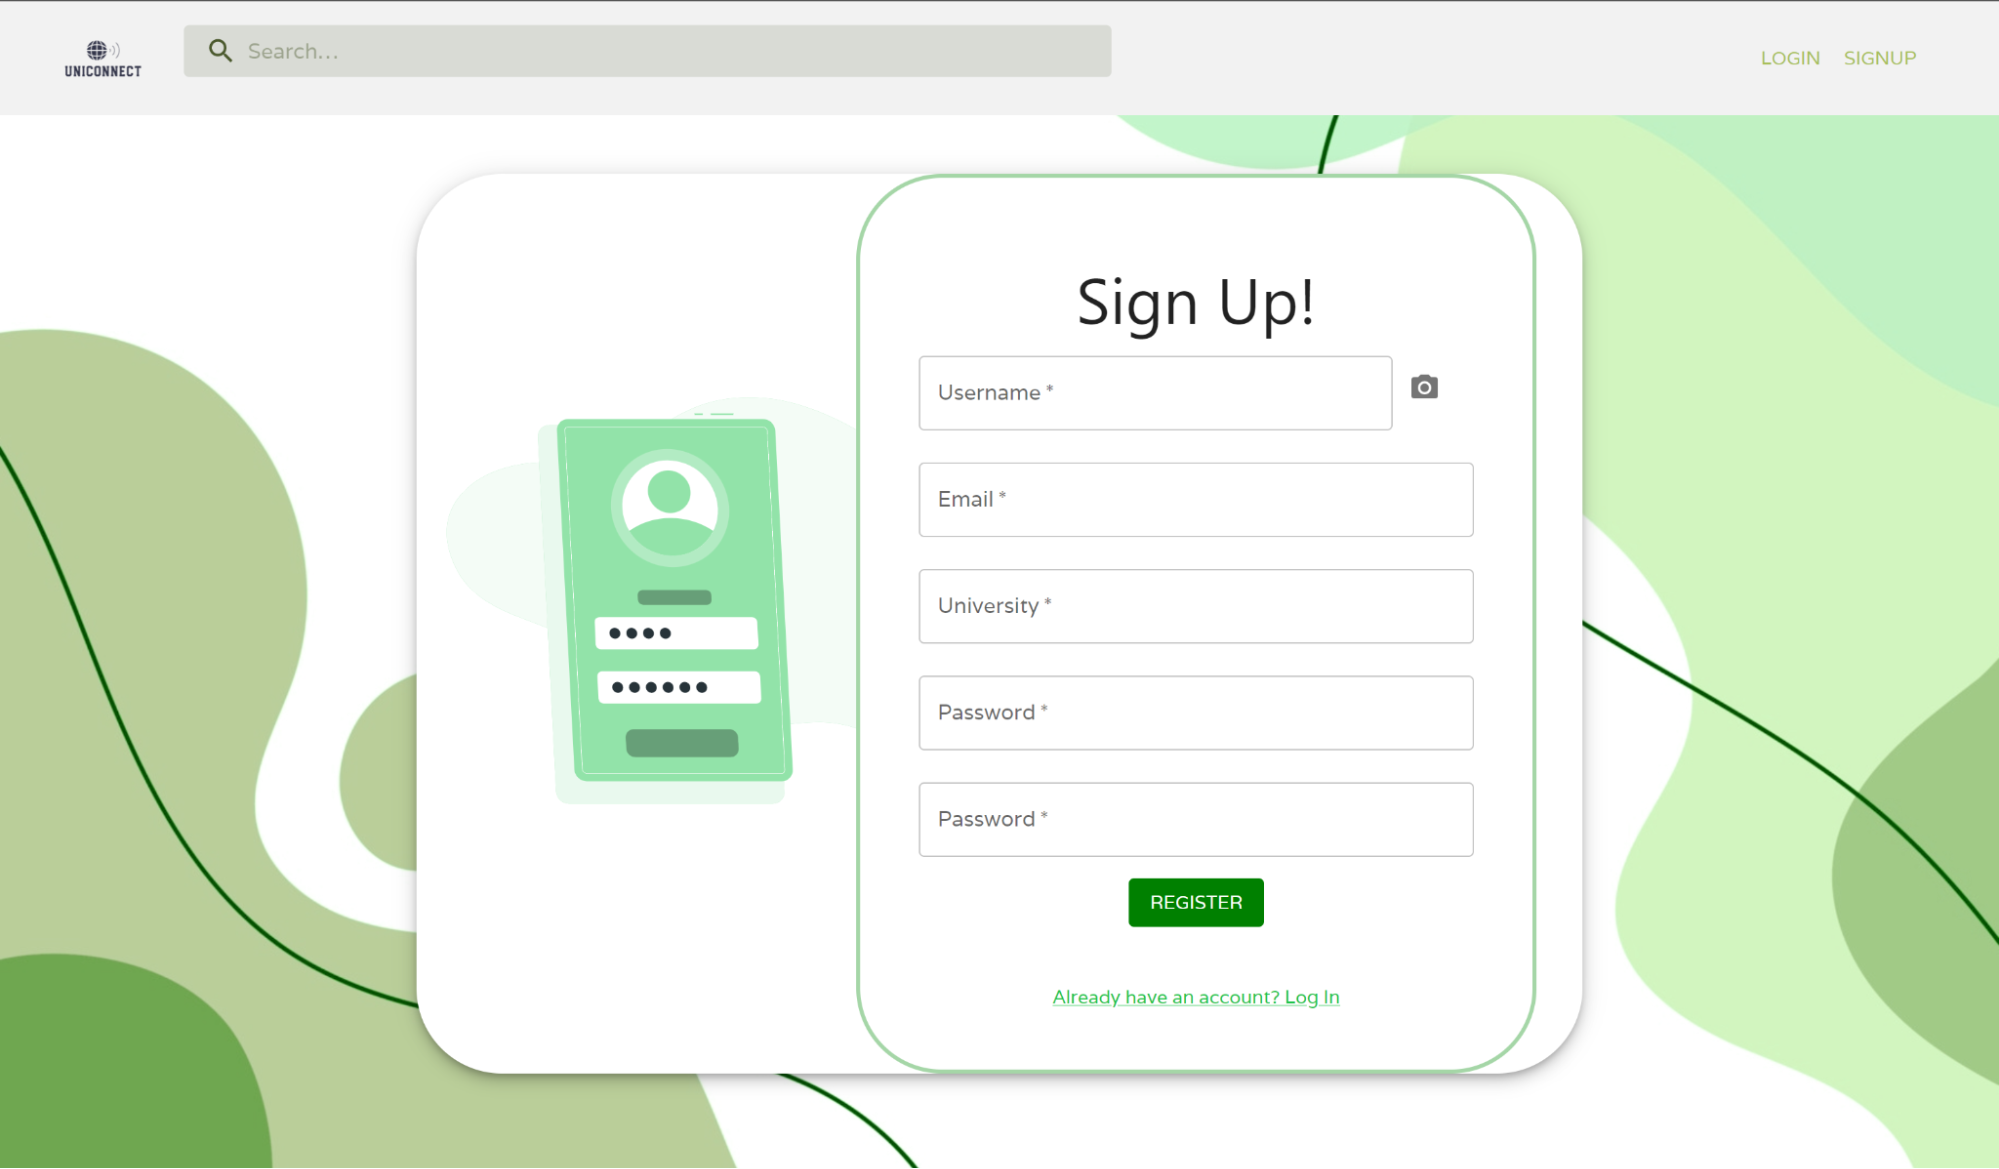 UNICONNECT
Search...
LOGIN
SIGNUP
Sign Up!
Username *
Email *
University *
Password *
Password *
REGISTER
Already have an account? Log In